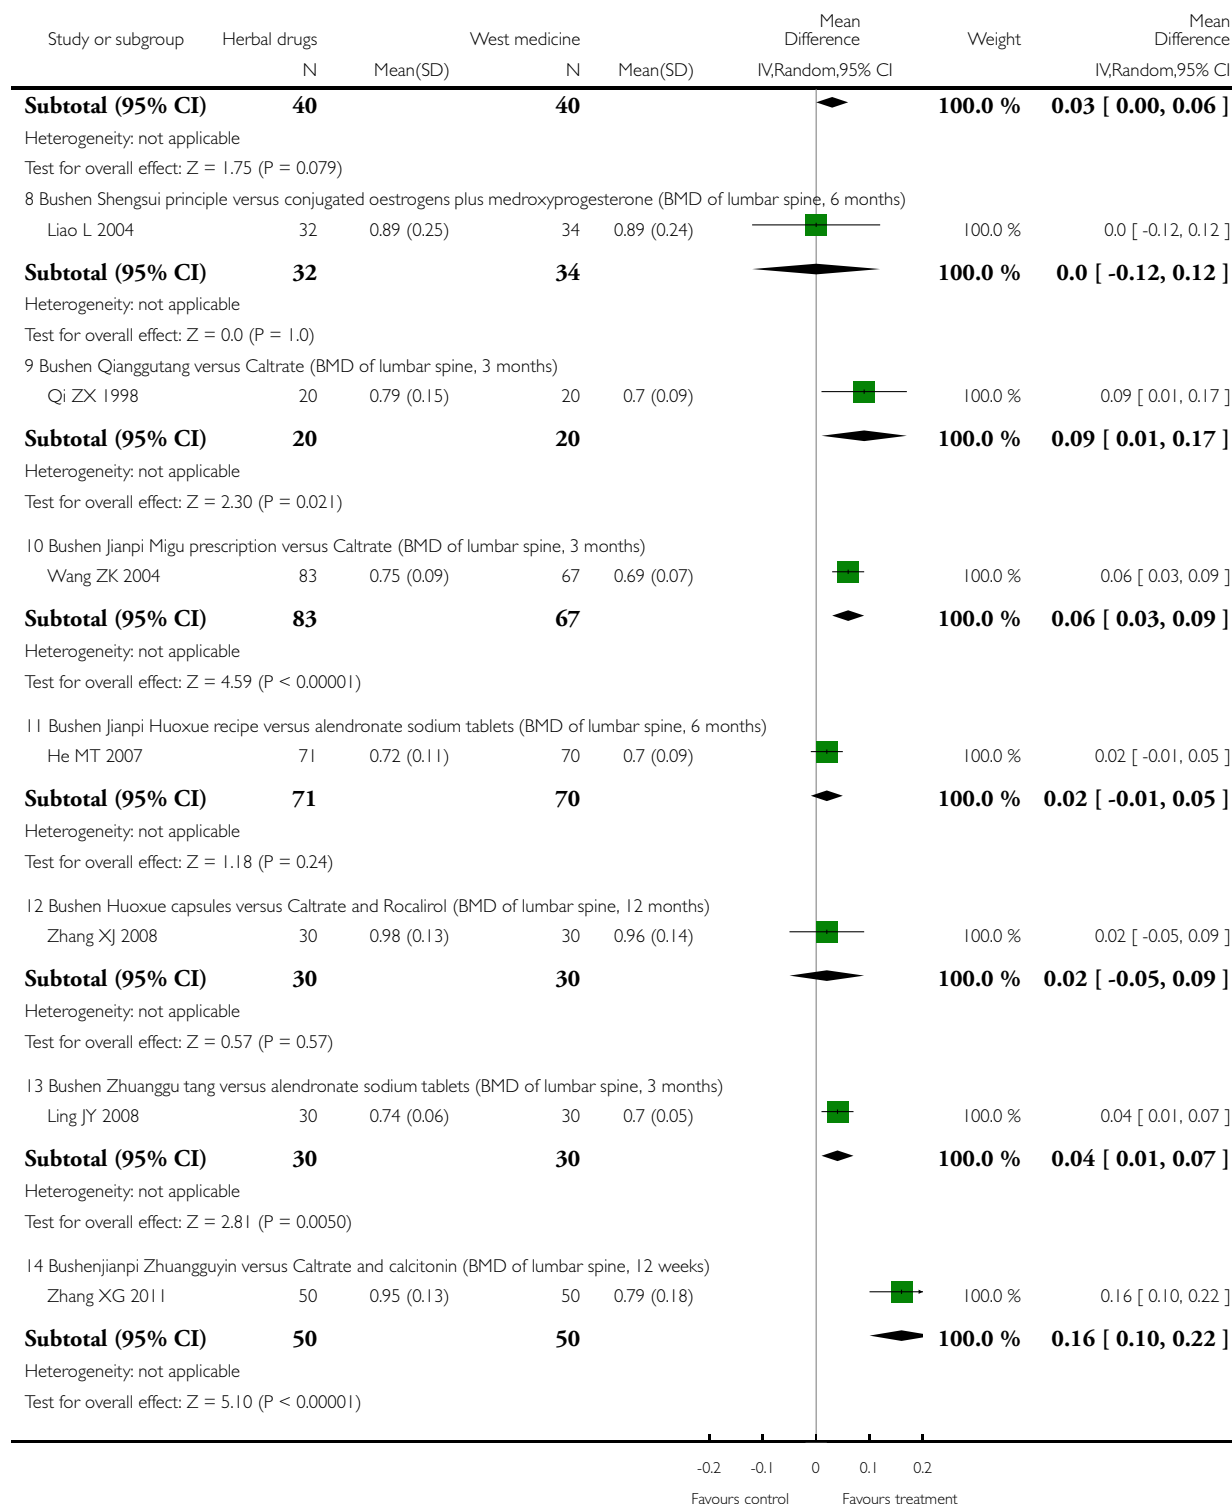 Study or subgroup Herbal drugs West medicine Mean Difference Weight Mean Difference
N Mean(SD) N Mean(SD) IV,Random,95% CI IV,Random,95% CI
Subtotal (95% CI) 40 40 100.0 % 0.03 [ 0.00, 0.06 ]
Heterogeneity: not applicable
Test for overall effect: Z = 1.75 (P = 0.079)
8 Bushen Shengsui principle versus conjugated oestrogens plus medroxyprogesterone (BMD of lumbar spine, 6 months)
Liao L 2004 32 0.89 (0.25) 34 0.89 (0.24) 100.0 % 0.0 [ -0.12, 0.12 ]
Subtotal (95% CI) 32 34 100.0 % 0.0 [ -0.12, 0.12 ]
Heterogeneity: not applicable
Test for overall effect: Z = 0.0 (P = 1.0)
9 Bushen Qianggutang versus Caltrate (BMD of lumbar spine, 3 months)
Qi ZX 1998 20 0.79 (0.15) 20 0.7 (0.09) 100.0 % 0.09 [ 0.01, 0.17 ]
Subtotal (95% CI) 20 20 100.0 % 0.09 [ 0.01, 0.17 ]
Heterogeneity: not applicable
Test for overall effect: Z = 2.30 (P = 0.021)
10 Bushen Jianpi Migu prescription versus Caltrate (BMD of lumbar spine, 3 months)
Wang ZK 2004 83 0.75 (0.09) 67 0.69 (0.07) 100.0 % 0.06 [ 0.03, 0.09 ]
Subtotal (95% CI) 83 67 100.0 % 0.06 [ 0.03, 0.09 ]
Heterogeneity: not applicable
Test for overall effect: Z = 4.59 (P < 0.00001)
11 Bushen Jianpi Huoxue recipe versus alendronate sodium tablets (BMD of lumbar spine, 6 months)
He MT 2007 71 0.72 (0.11) 70 0.7 (0.09) 100.0 % 0.02 [ -0.01, 0.05 ]
Subtotal (95% CI) 71 70 100.0 % 0.02 [ -0.01, 0.05 ]
Heterogeneity: not applicable
Test for overall effect: Z = 1.18 (P = 0.24)
12 Bushen Huoxue capsules versus Caltrate and Rocalirol (BMD of lumbar spine, 12 months)
Zhang XJ 2008 30 0.98 (0.13) 30 0.96 (0.14) 100.0 % 0.02 [ -0.05, 0.09 ]
Subtotal (95% CI) 30 30 100.0 % 0.02 [ -0.05, 0.09 ]
Heterogeneity: not applicable
Test for overall effect: Z = 0.57 (P = 0.57)
13 Bushen Zhuanggu tang versus alendronate sodium tablets (BMD of lumbar spine, 3 months)
Ling JY 2008 30 0.74 (0.06) 30 0.7 (0.05) 100.0 % 0.04 [ 0.01, 0.07 ]
Subtotal (95% CI) 30 30 100.0 % 0.04 [ 0.01, 0.07 ]
Heterogeneity: not applicable
Test for overall effect: Z = 2.81 (P = 0.0050)
14 Bushenjianpi Zhuangguyin versus Caltrate and calcitonin (BMD of lumbar spine, 12 weeks)
Zhang XG 2011 50 0.95 (0.13) 50 0.79 (0.18) 100.0 % 0.16 [ 0.10, 0.22 ]
Subtotal (95% CI) 50 50 100.0 % 0.16 [ 0.10, 0.22 ]
Heterogeneity: not applicable
Test for overall effect: Z = 5.10 (P < 0.00001)
-0.2 -0.1 0 0.1 0.2
Favours control Favours treatment